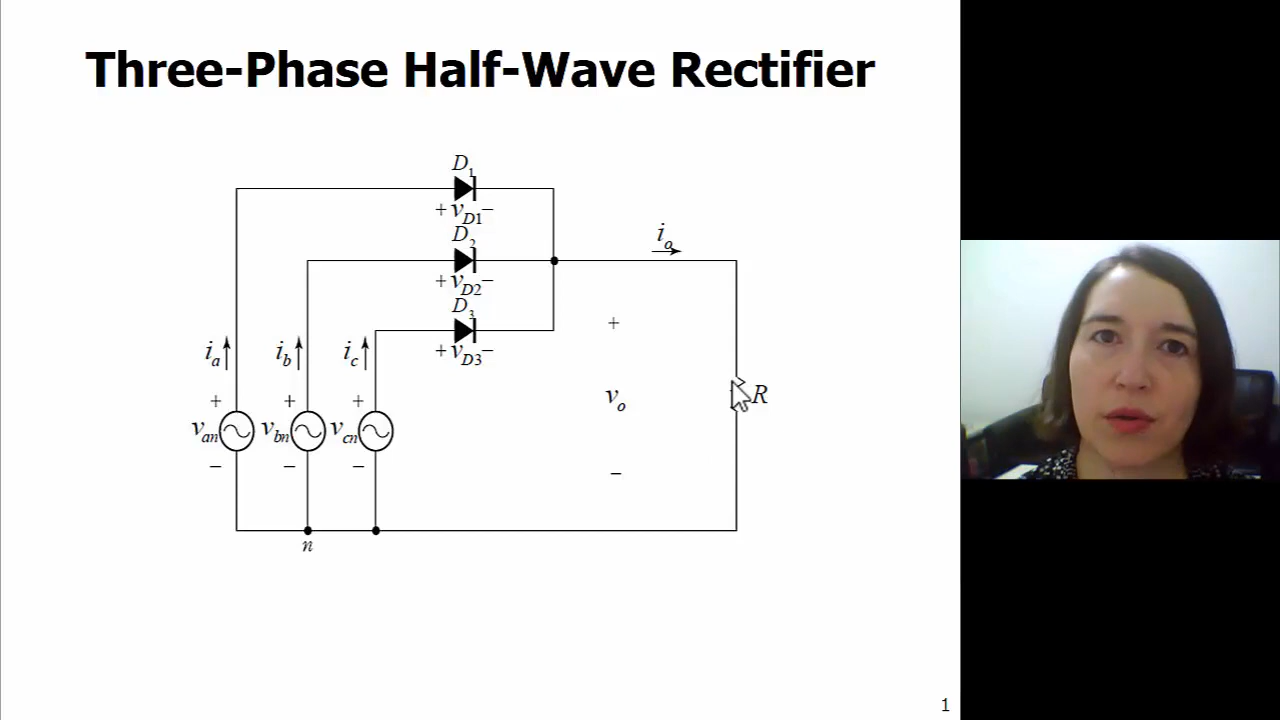 Three-Phase Half-Wave Rectifier
D1
+ vD1 −
D2
+ vD2 −
D3
+ vD3 −
io
ia ib ic
+ + + +
van vbn vcn vo R
− − − −
n
1